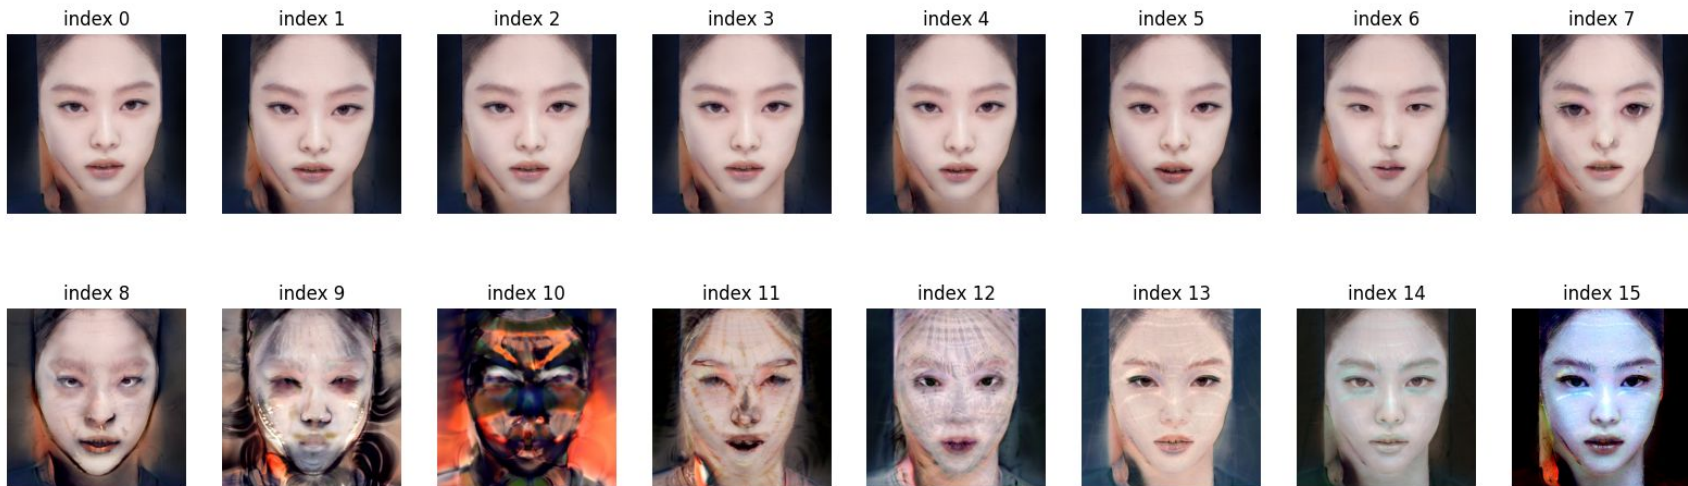 index 0
index 1
index 2
index 3
index 4
index 5
index 6
index 7
index 8
index 9
index 10
index 11
index 12
index 13
index 14
index 15